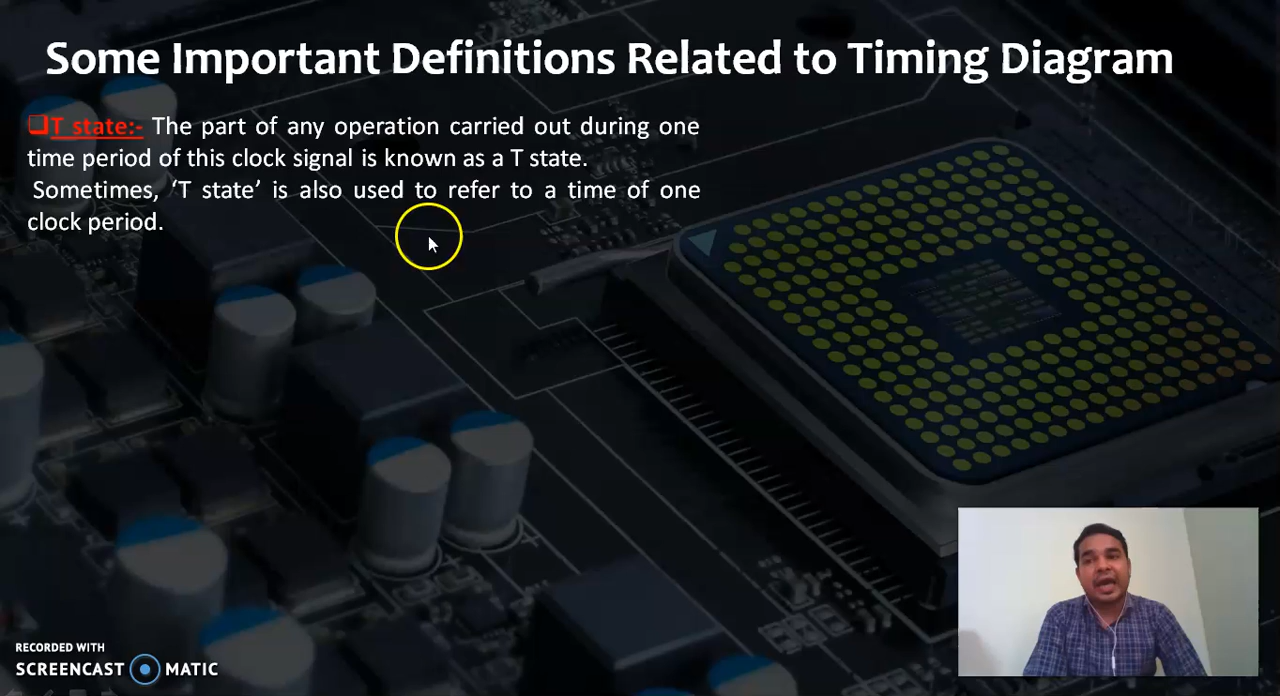 Some Important Definitions Related to Timing Diagram
❑T state:- The part of any operation carried out during one
time period of this clock signal is known as a T state.
Sometimes, ‘T state’ is also used to refer to a time of one
clock period.
RECORDED WITH
SCREENCAST MATIC